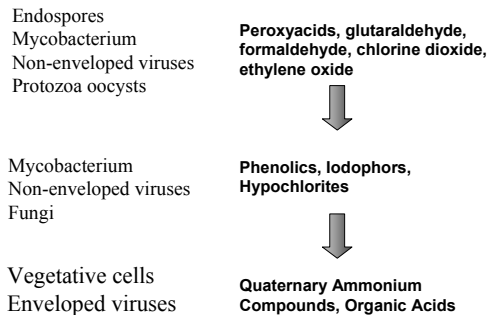 Endospores
Mycobacterium
Non-enveloped viruses
Protozoa oocysts
Peroxyacids, glutaraldehyde,
formaldehyde, chlorine dioxide,
ethylene oxide
Mycobacterium
Non-enveloped viruses
Fungi
Phenolics, Iodophors,
Hypochlorites
Vegetative cells
Enveloped viruses
Quaternary Ammonium
Compounds, Organic Acids